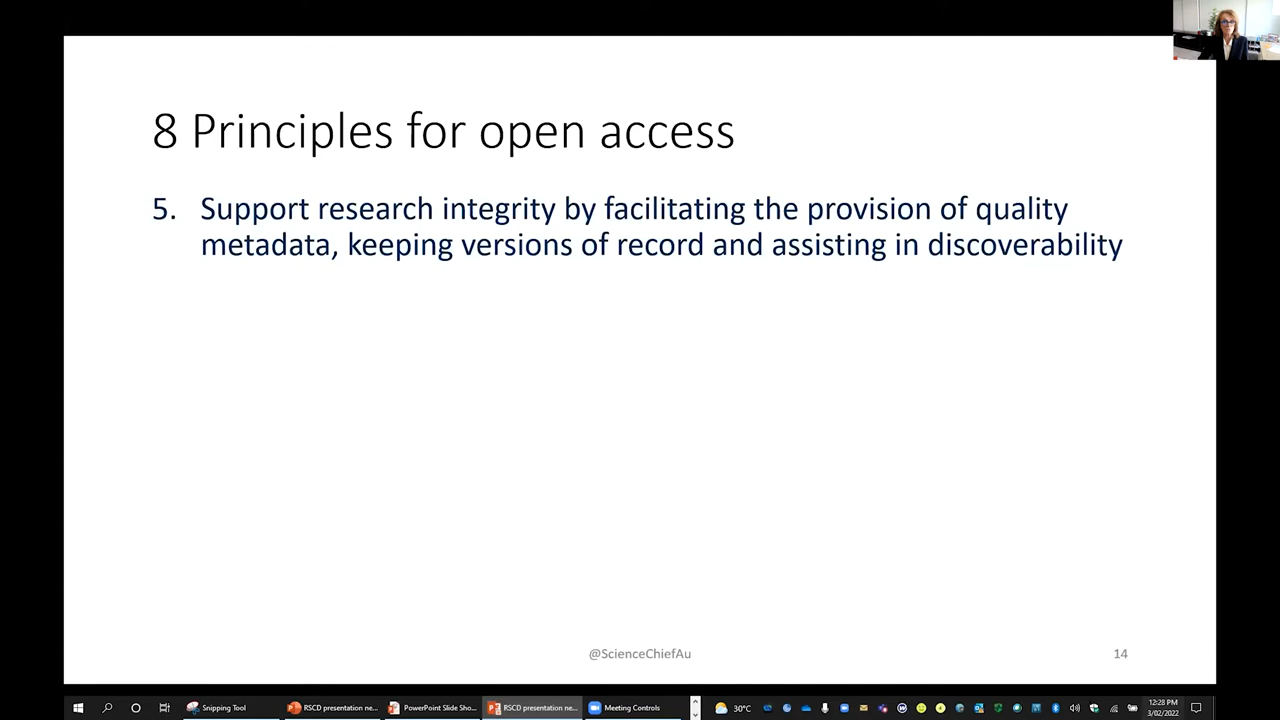 8 Principles for open access
5. Support research integrity by facilitating the provision of quality
metadata, keeping versions of record and assisting in discoverability
@ScienceChiefAu
14
Snipping Tool
RSCD presentation ne...
PowerPoint Slide Sho...
RSCD presentation ne...
Meeting Controls
30°C
12:28 PM
3/02/2022